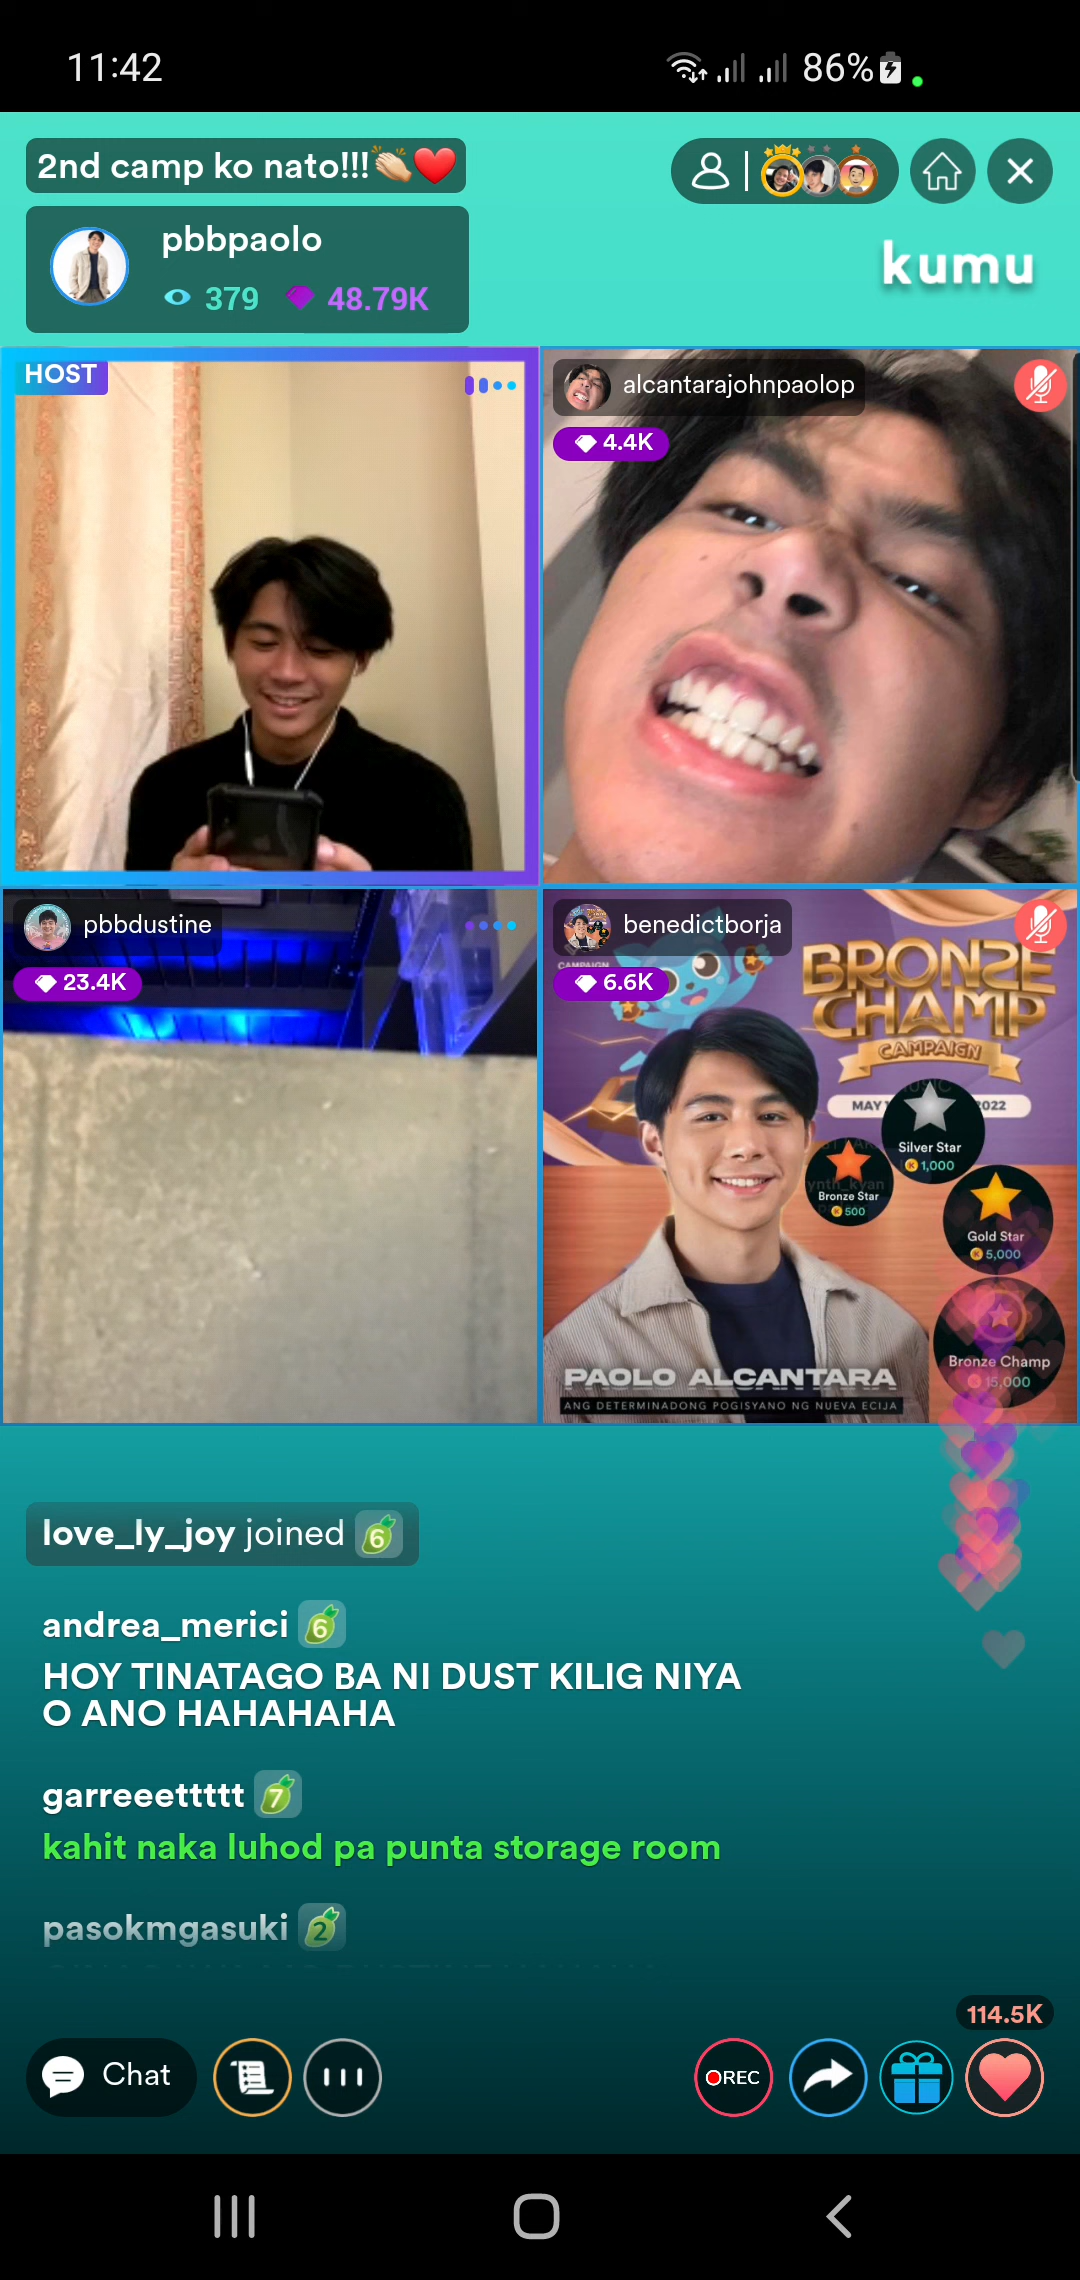 11:42
86%
2nd camp ko nato!!!👏🏻❤️
pbbpaolo
379 48.79K
kumu
HOST
alcantarajohnpaolop
4.4K
pbbdustine
23.4K
benedictborja
CAMPAIGN
6.6K
BRONZE
CHAMP
CAMPAIGN
MAY 2022
Silver Star
1,000
Bronze Star
500
Gold Star
5,000
Bronze Champ
15,000
PAOLO ALCANTARA
ANG DETERMINADONG POGISYANO NG NUEVA ECIJA
love_ly_joy joined 6
andrea_merici 6
HOY TINATAGO BA NI DUST KILIG NIYA
O ANO HAHAHAHA
garreeettttt 7
kahit naka luhod pa punta storage room
pasokmgasuki 2
114.5K
Chat
REC